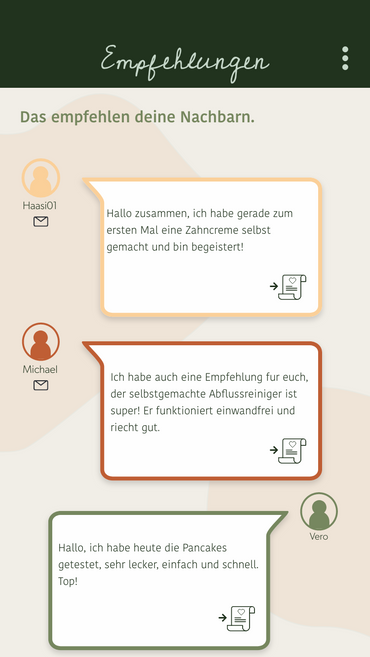 Empfehlungen
Das empfehlen deine Nachbarn.
Haasi01
Hallo zusammen, ich habe gerade zum
ersten Mal eine Zahncreme selbst
gemacht und bin begeistert!
Michael
Ich habe auch eine Empfehlung fur euch,
der selbstgemachte Abflussreiniger ist
super! Er funktioniert einwandfrei und
riecht gut.
Vero
Hallo, ich habe heute die Pancakes
getestet, sehr lecker, einfach und schnell.
Top!